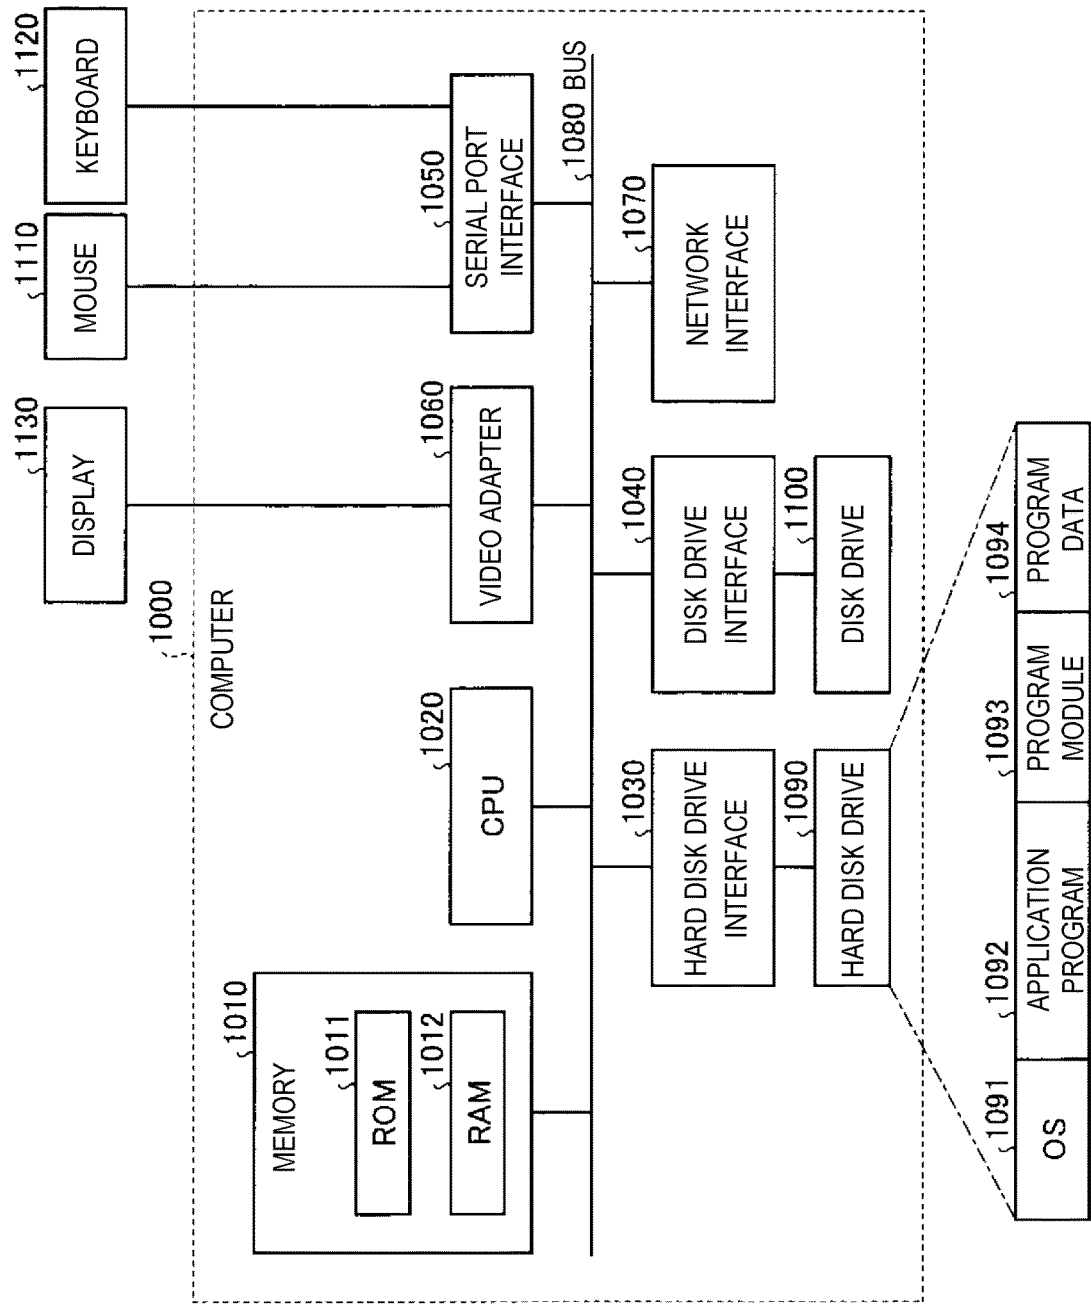 1130
DISPLAY
1110
MOUSE
1120
KEYBOARD
1000
COMPUTER
1010
MEMORY
1011
ROM
1012
RAM
1020
CPU
1060
VIDEO ADAPTER
1050
SERIAL PORT
INTERFACE
1080 BUS
1030
HARD DISK DRIVE
INTERFACE
1040
DISK DRIVE
INTERFACE
1070
NETWORK
INTERFACE
1090
HARD DISK DRIVE
1100
DISK DRIVE
1091
OS
1092
APPLICATION
PROGRAM
1093
PROGRAM
MODULE
1094
PROGRAM
DATA